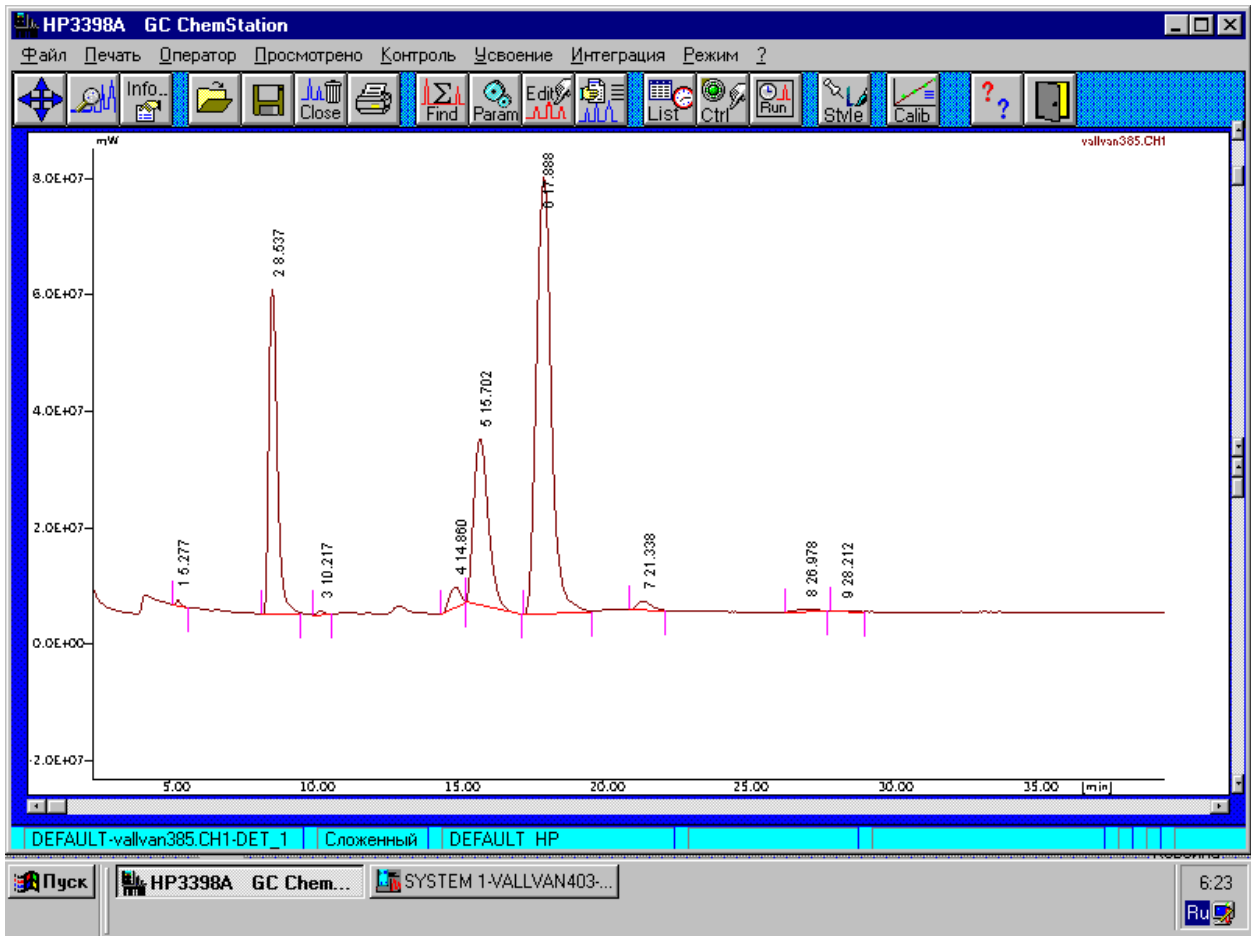 HP3398A GC ChemStation
Файл Печать Оператор Просмотрено Контроль Усвоение Интеграция Режим ?
Info.. Close Find Param Edit List Ctrl Run Style Calib ? ?
mW
vallvan385.CH1
8.0E+07
6.0E+07
4.0E+07
2.0E+07
0.0E+00
-2.0E+07
1 5.277
2 8.537
3 10.217
4 14.860
5 15.702
6 17.888
7 21.338
8 26.978
9 28.212
5.00 10.00 15.00 20.00 25.00 30.00 35.00 [min]
DEFAULT-vallvan385.CH1-DET_1 Сложенный DEFAULT HP
Пуск HP3398A GC Chem... SYSTEM 1-VALLVAN403-... 6:23
Ru